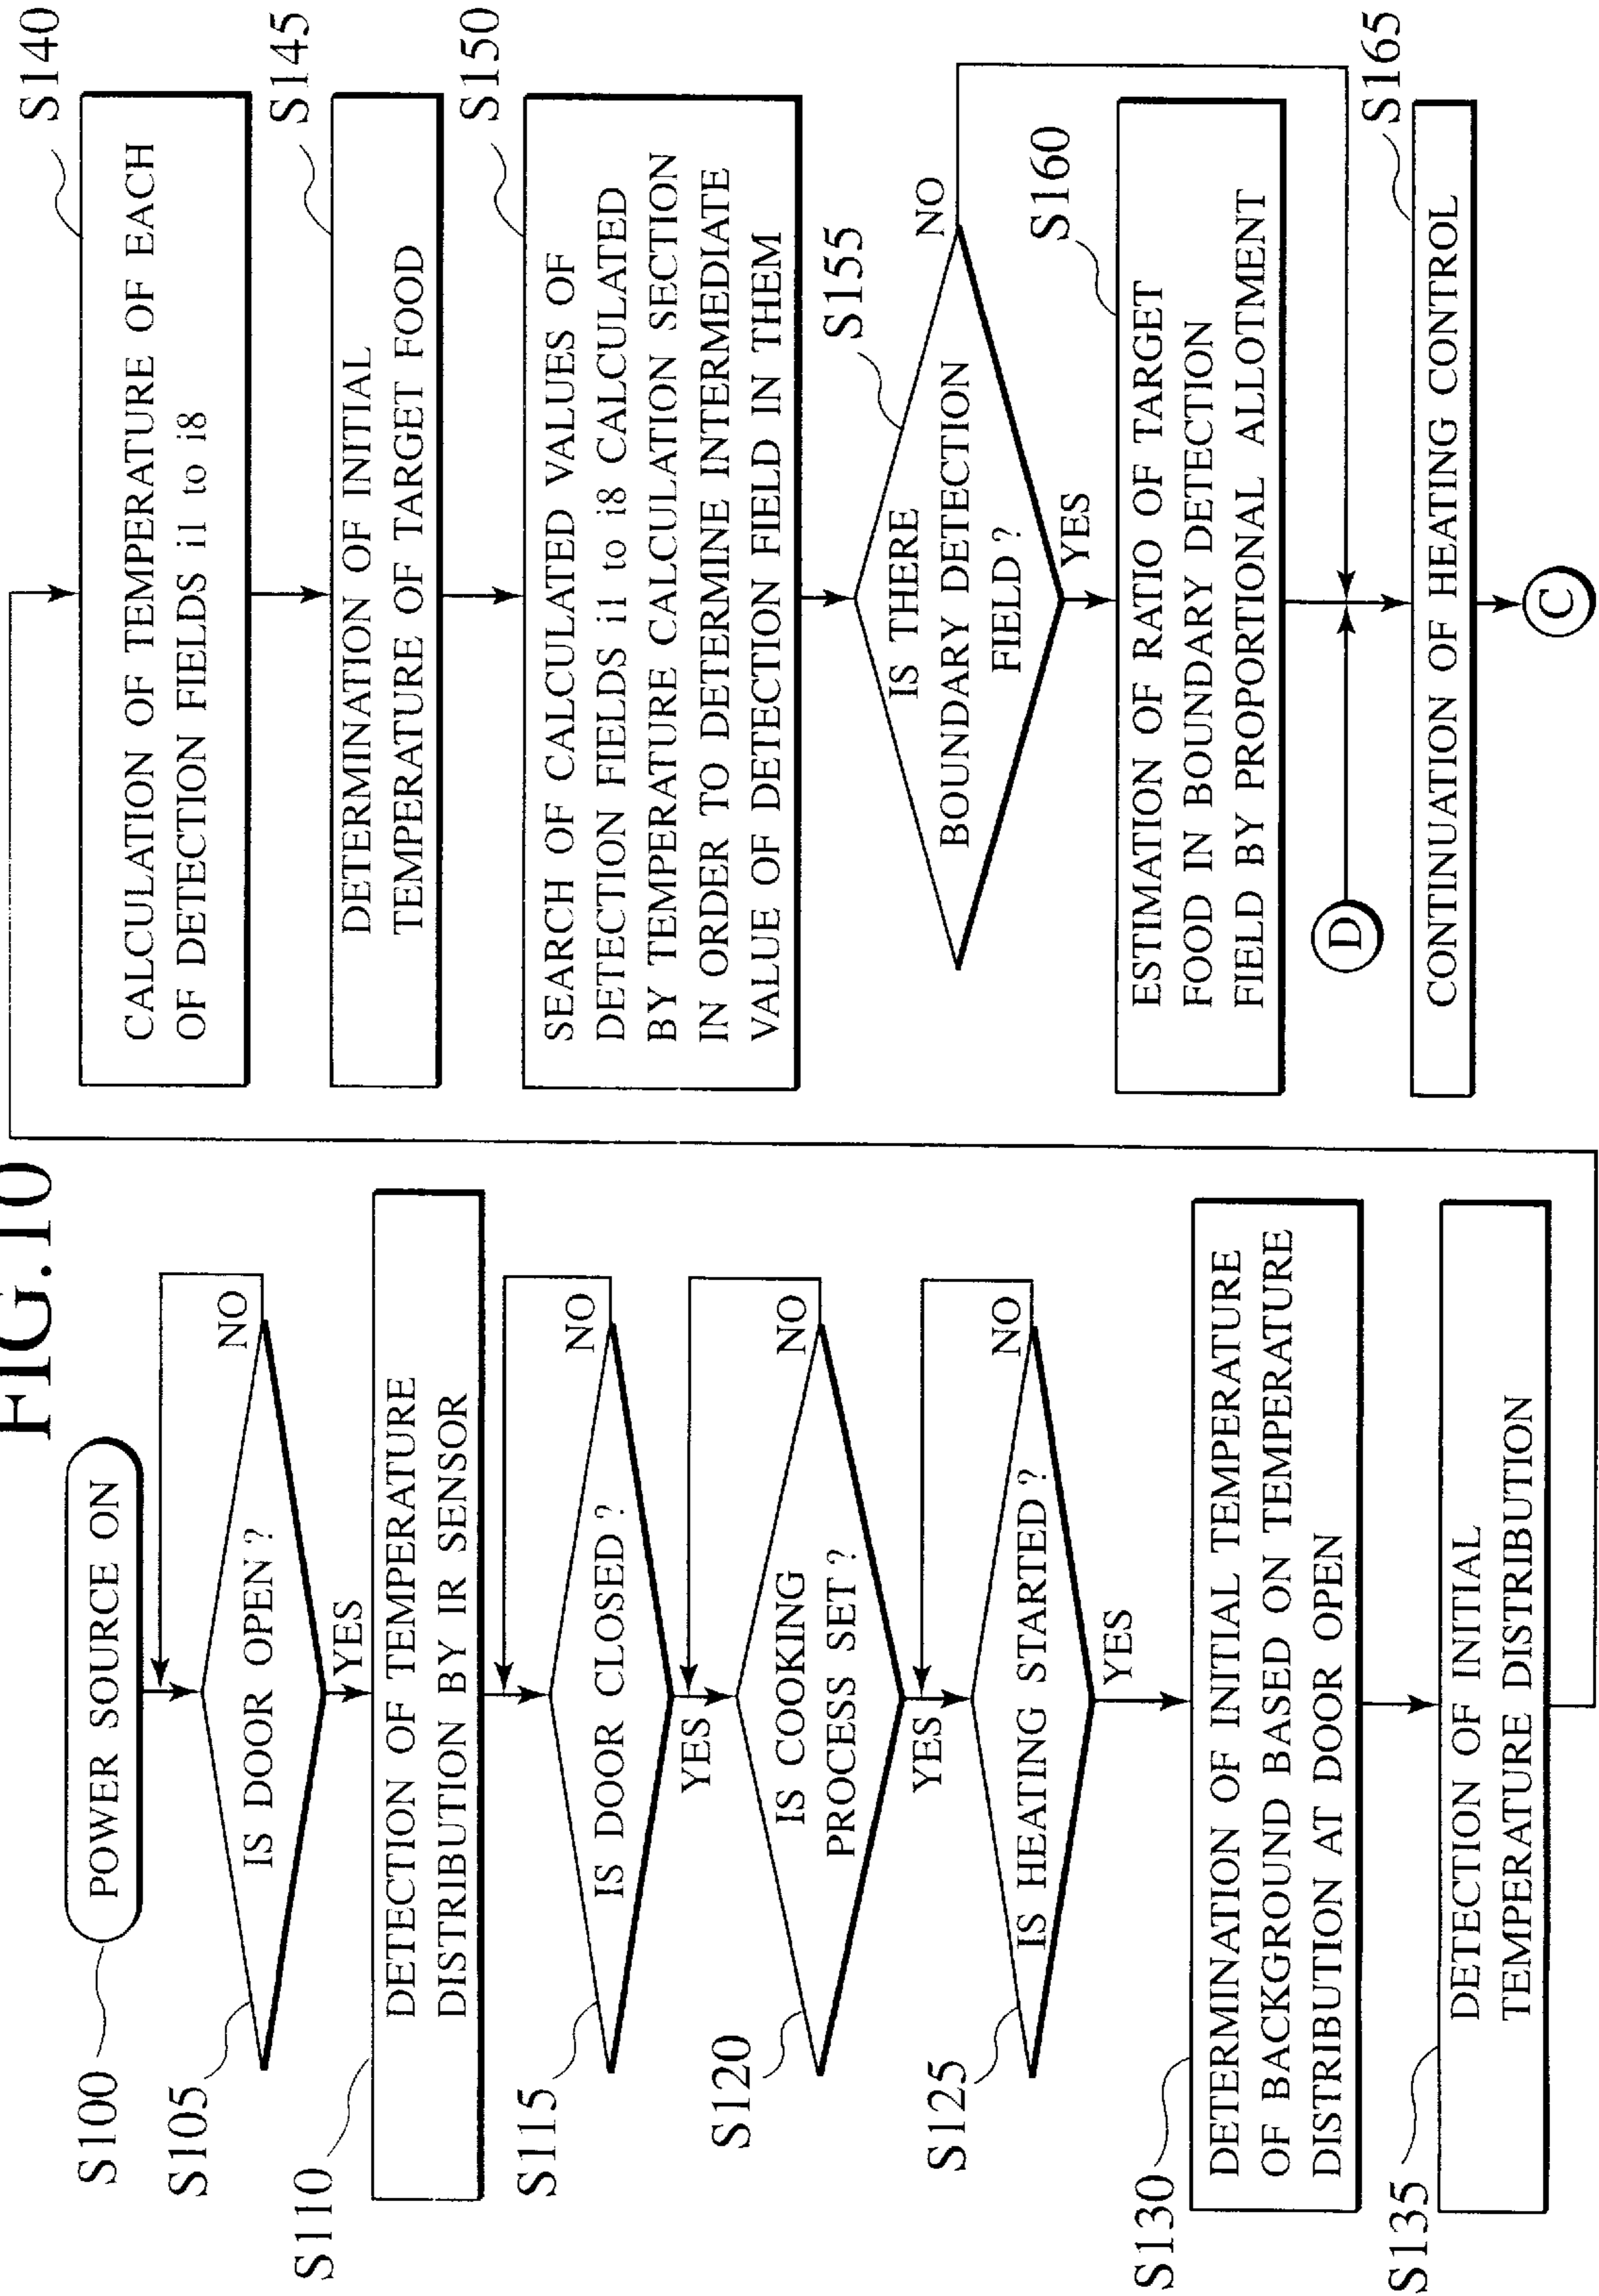 FIG.10
S100
POWER SOURCE ON
S105
IS DOOR OPEN ?
NO
YES
S110
DETECTION OF TEMPERATURE
DISTRIBUTION BY IR SENSOR
S115
IS DOOR CLOSED ?
NO
YES
S120
IS COOKING
PROCESS SET ?
NO
YES
S125
IS HEATING STARTED ?
NO
YES
S130
DETERMINATION OF INITIAL TEMPERATURE
OF BACKGROUND BASED ON TEMPERATURE
DISTRIBUTION AT DOOR OPEN
S135
DETECTION OF INITIAL
TEMPERATURE DISTRIBUTION
S140
CALCULATION OF TEMPERATURE OF EACH
OF DETECTION FIELDS i1 to i8
S145
DETERMINATION OF INITIAL
TEMPERATURE OF TARGET FOOD
S150
SEARCH OF CALCULATED VALUES OF
DETECTION FIELDS i1 to i8 CALCULATED
BY TEMPERATURE CALCULATION SECTION
IN ORDER TO DETERMINE INTERMEDIATE
VALUE OF DETECTION FIELD IN THEM
S155
IS THERE
BOUNDARY DETECTION
FIELD ?
NO
YES
S160
ESTIMATION OF RATIO OF TARGET
FOOD IN BOUNDARY DETECTION
FIELD BY PROPORTIONAL ALLOTMENT
D
S165
CONTINUATION OF HEATING CONTROL
C